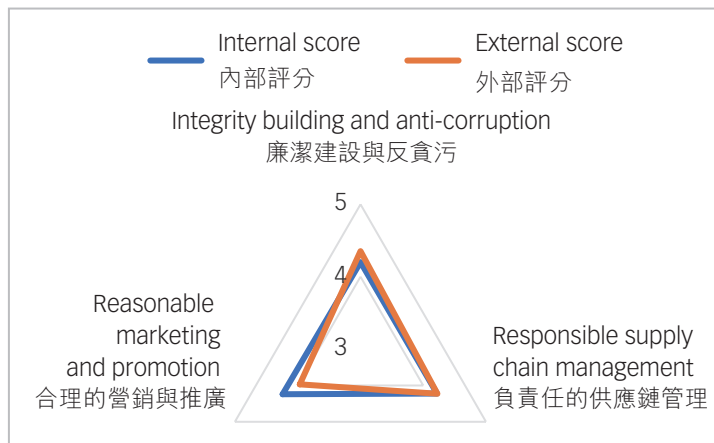 Internal score
內部評分
External score
外部評分
Integrity building and anti-corruption
廉潔建設與反貪污
5
4
3
Reasonable
marketing
and promotion
合理的營銷與推廣
Responsible supply
chain management
負責任的供應鏈管理